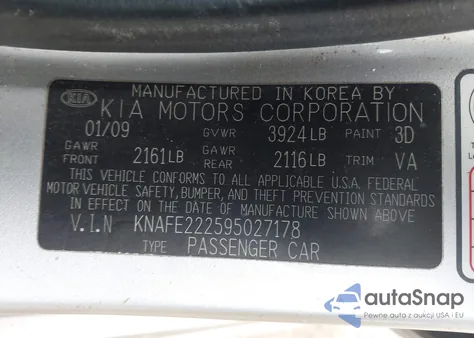 MANUFACTURED IN KOREA BY
KIA KIA MOTORS CORPORATION
01/09 GVWR 3924LB PAINT 3D
GAWR FRONT 2161LB GAWR REAR 2116LB TRIM VA
THIS VEHICLE CONFORMS TO ALL APPLICABLE U.S.A. FEDERAL
MOTOR VEHICLE SAFETY, BUMPER, AND THEFT PREVENTION STANDARDS
IN EFFECT ON THE DATE OF MANUFACTURE SHOWN ABOVE
V.I.N KNAFE222595027178
TYPE PASSENGER CAR
autoSnap
Pewne auta z aukcji USA i EU